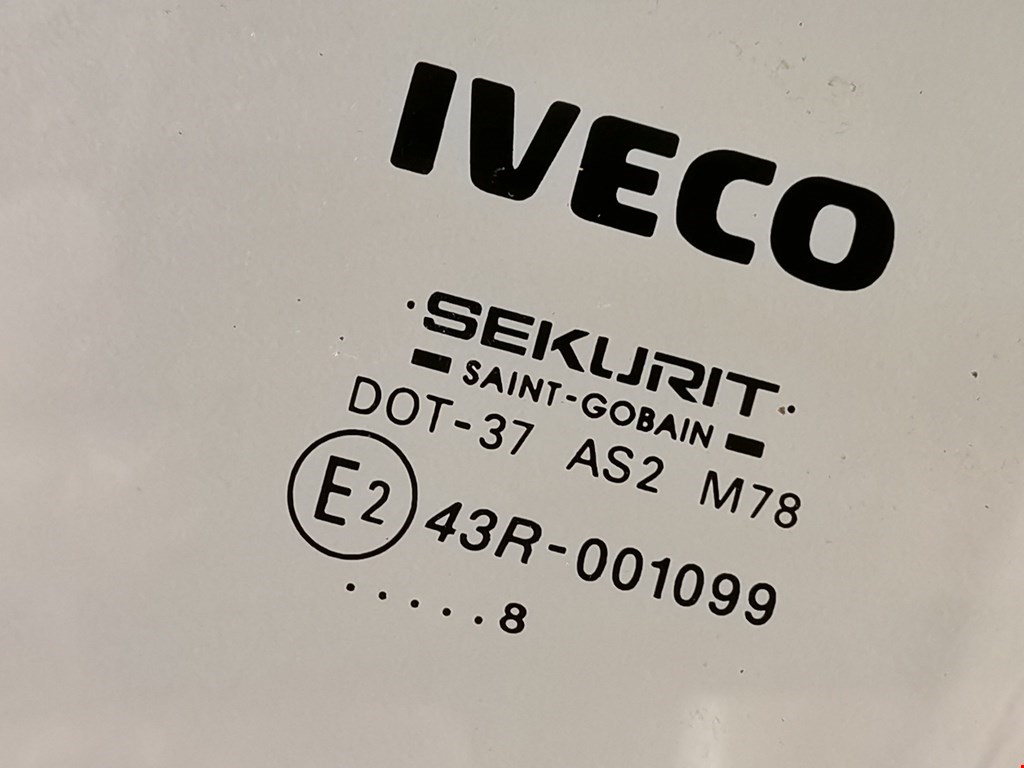 IVECO
·SEKURIT·
SAINT-GOBAIN
DOT-37 AS2 M78
E2 43R-001099
.....8